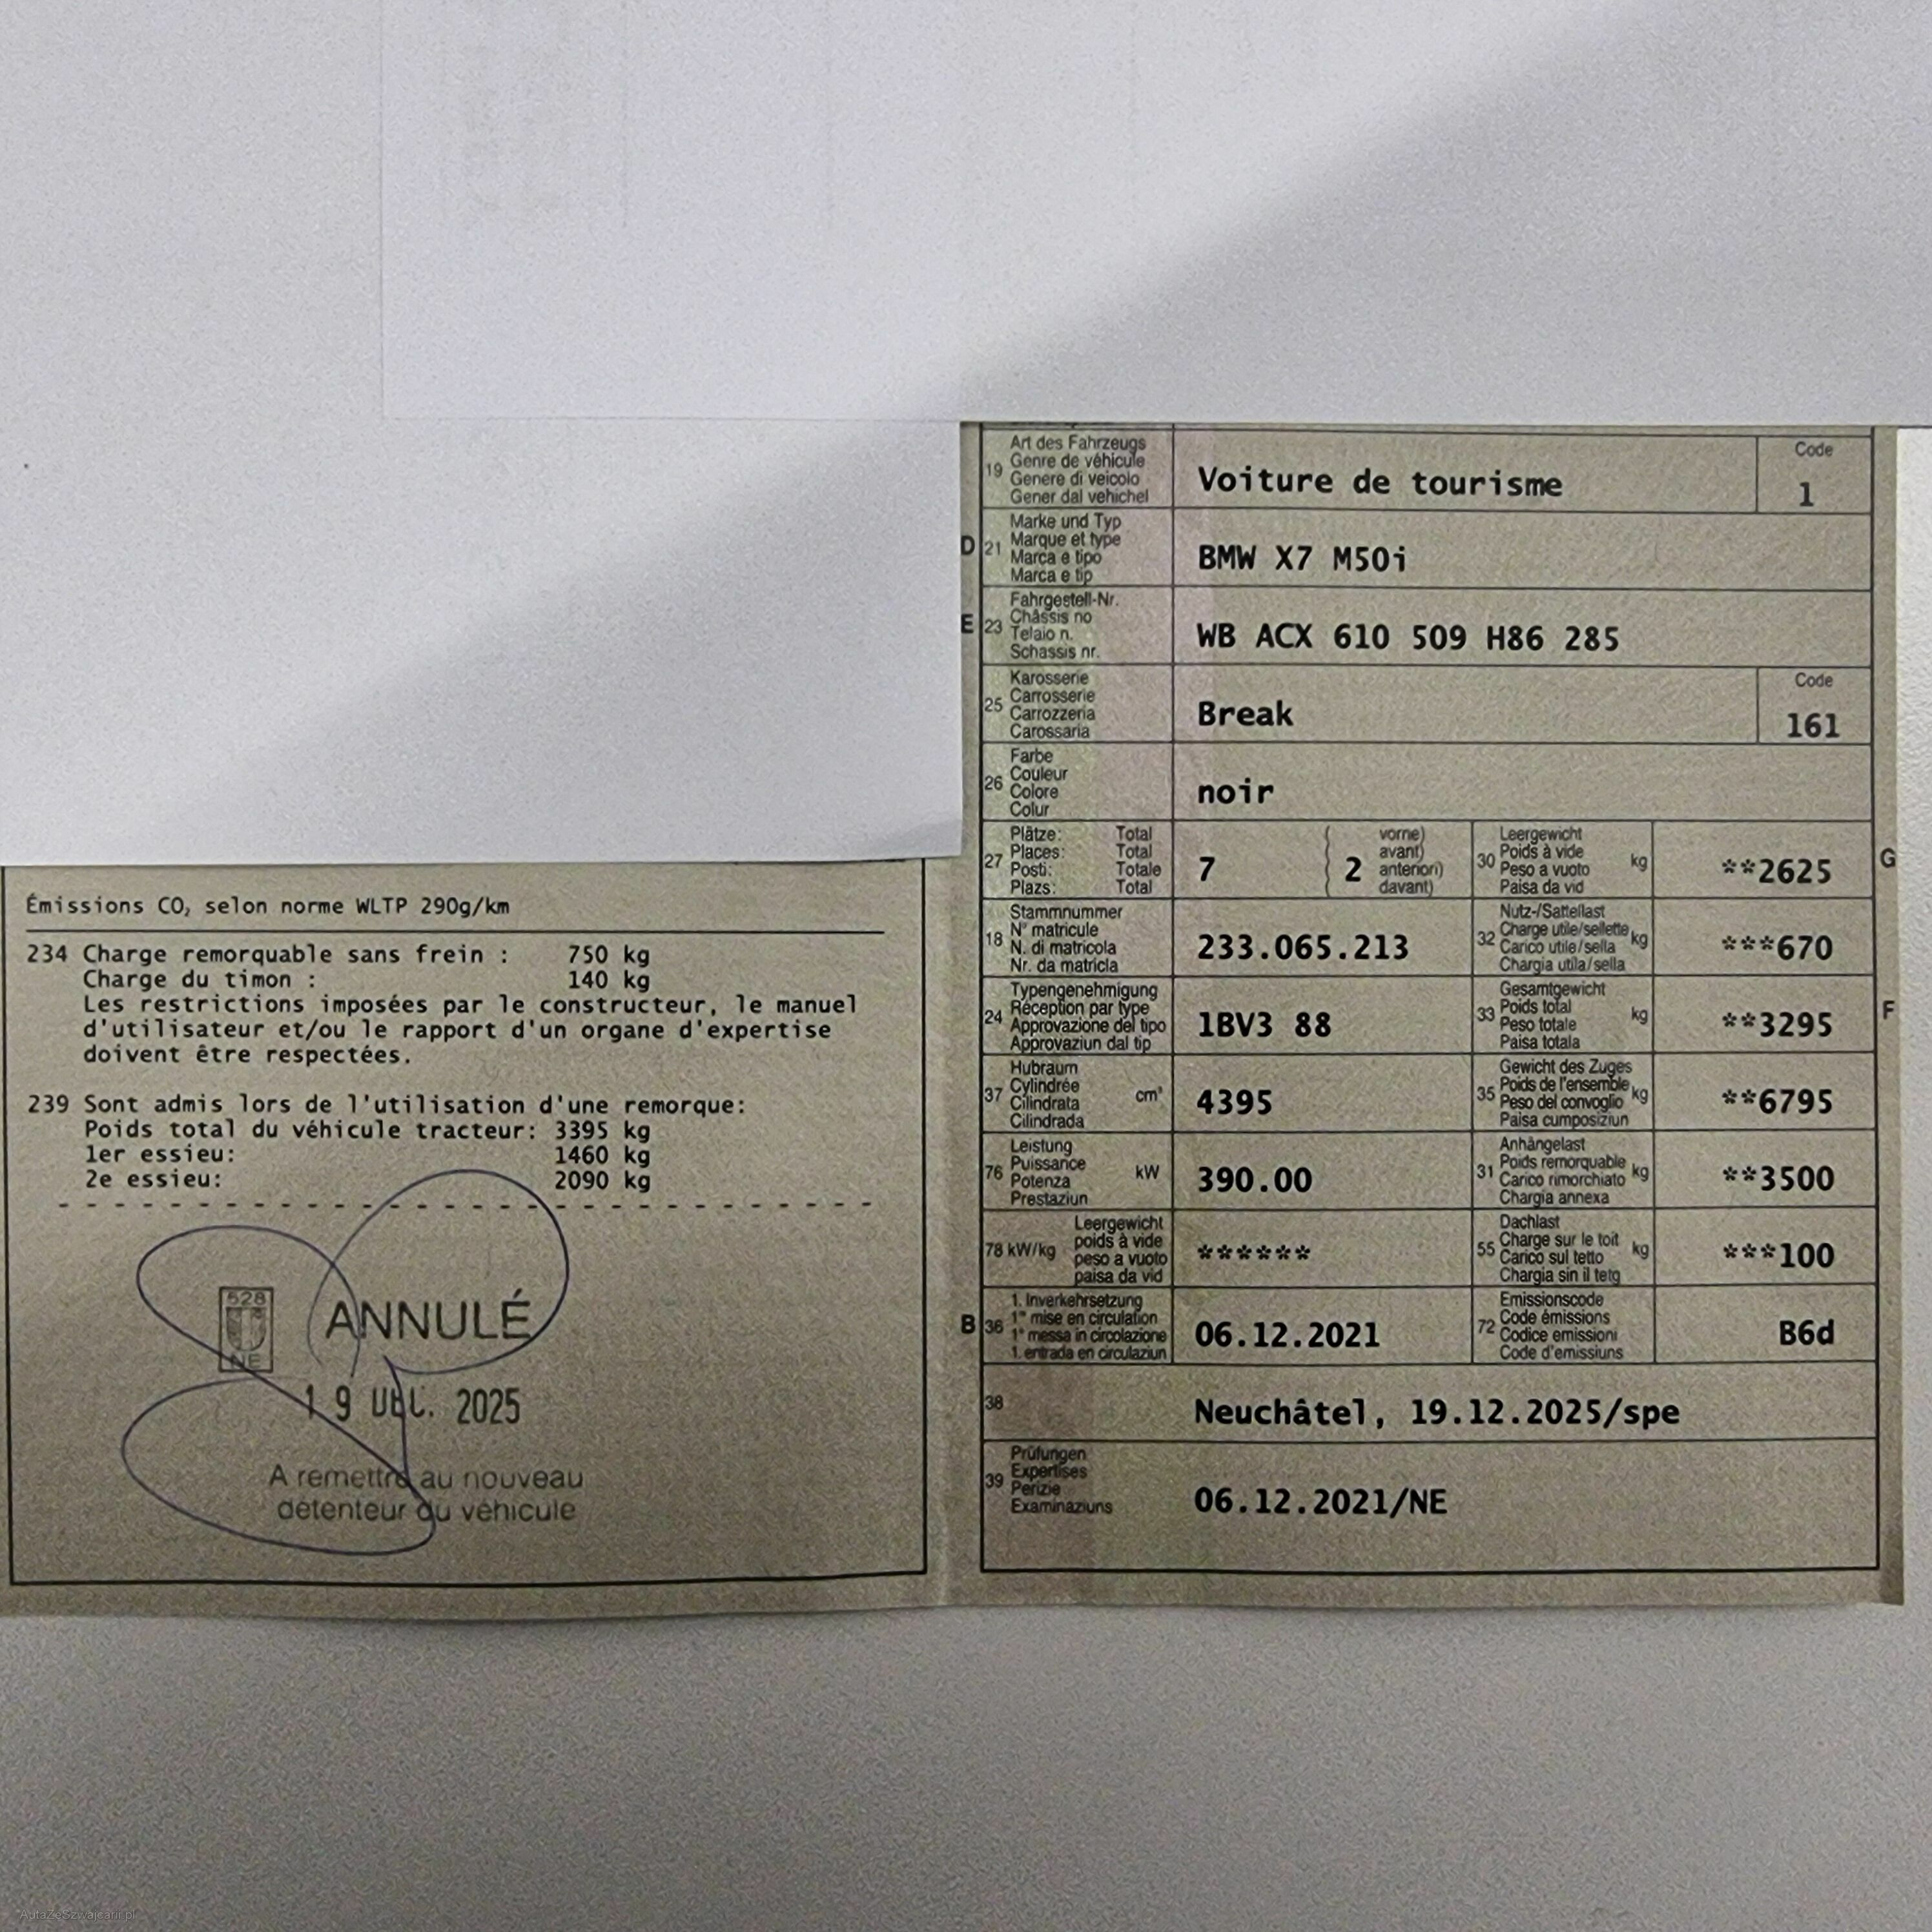 Émissions CO₂ selon norme WLTP 290g/km
234 Charge remorquable sans frein : 750 kg
Charge du timon : 140 kg
Les restrictions imposées par le constructeur, le manuel
d'utilisateur et/ou le rapport d'un organe d'expertise
doivent être respectées.
239 Sont admis lors de l'utilisation d'une remorque:
Poids total du véhicule tracteur: 3395 kg
1er essieu: 1460 kg
2e essieu: 2090 kg
528
NE
ANNULÉ
19 DEC. 2025
A remettre au nouveau
détenteur du véhicule
19
Art des Fahrzeugs
Genre de véhicule
Genere di veicolo
Gener dal vehichel
Voiture de tourisme
Code
1
D 21
Marke und Typ
Marque et type
Marca e tipo
Marca e tip
BMW X7 M50i
E 23
Fahrgestell-Nr.
Châssis no
Telaio n.
Schassis nr.
WB ACX 610 509 H86 285
25
Karosserie
Carrosserie
Carrozzeria
Carossaria
Break
Code
161
26
Farbe
Couleur
Colore
Colur
noir
27
Plätze: Total
Places: Total
Posti: Totale
Plazs: Total
7
2
vorne)
avant)
anteriori)
davant)
30
Leergewicht
Poids à vide
Peso a vuoto
Paisa da vid
kg
**2625
G
18
Stammnummer
N° matricule
N. di matricola
Nr. da matricla
233.065.213
32
Nutz-/Sattellast
Charge utile/sellette
Carico utile/sella
Chargia utila/sella
kg
***670
24
Typengenehmigung
Réception par type
Approvazione del tipo
Approvaziun dal tip
1BV3 88
33
Gesamtgewicht
Poids total
Peso totale
Paisa totala
kg
**3295
F
37
Hubraum
Cylindrée
Cilindrata
Cilindrada
cm³
4395
35
Gewicht des Zuges
Poids de l'ensemble
Peso del convoglio
Paisa cumposiziun
kg
**6795
76
Leistung
Puissance
Potenza
Prestaziun
kW
390.00
31
Anhängelast
Poids remorquable
Carico rimorchiato
Chargia annexa
kg
**3500
78 kW/kg
Leergewicht
poids à vide
peso a vuoto
paisa da vid
******
55
Dachlast
Charge sur le toit
Carico sul tetto
Chargia sin il tetg
kg
***100
B 36
1. Inverkehrsetzung
1re mise en circulation
1a messa in circolazione
1. entrada en circulaziun
06.12.2021
72
Emissionscode
Code émissions
Codice emissioni
Code d'emissiuns
B6d
38
Neuchâtel, 19.12.2025/spe
39
Prüfungen
Expertises
Perizie
Examinaziuns
06.12.2021/NE
AutaZeSzwajcarii.pl